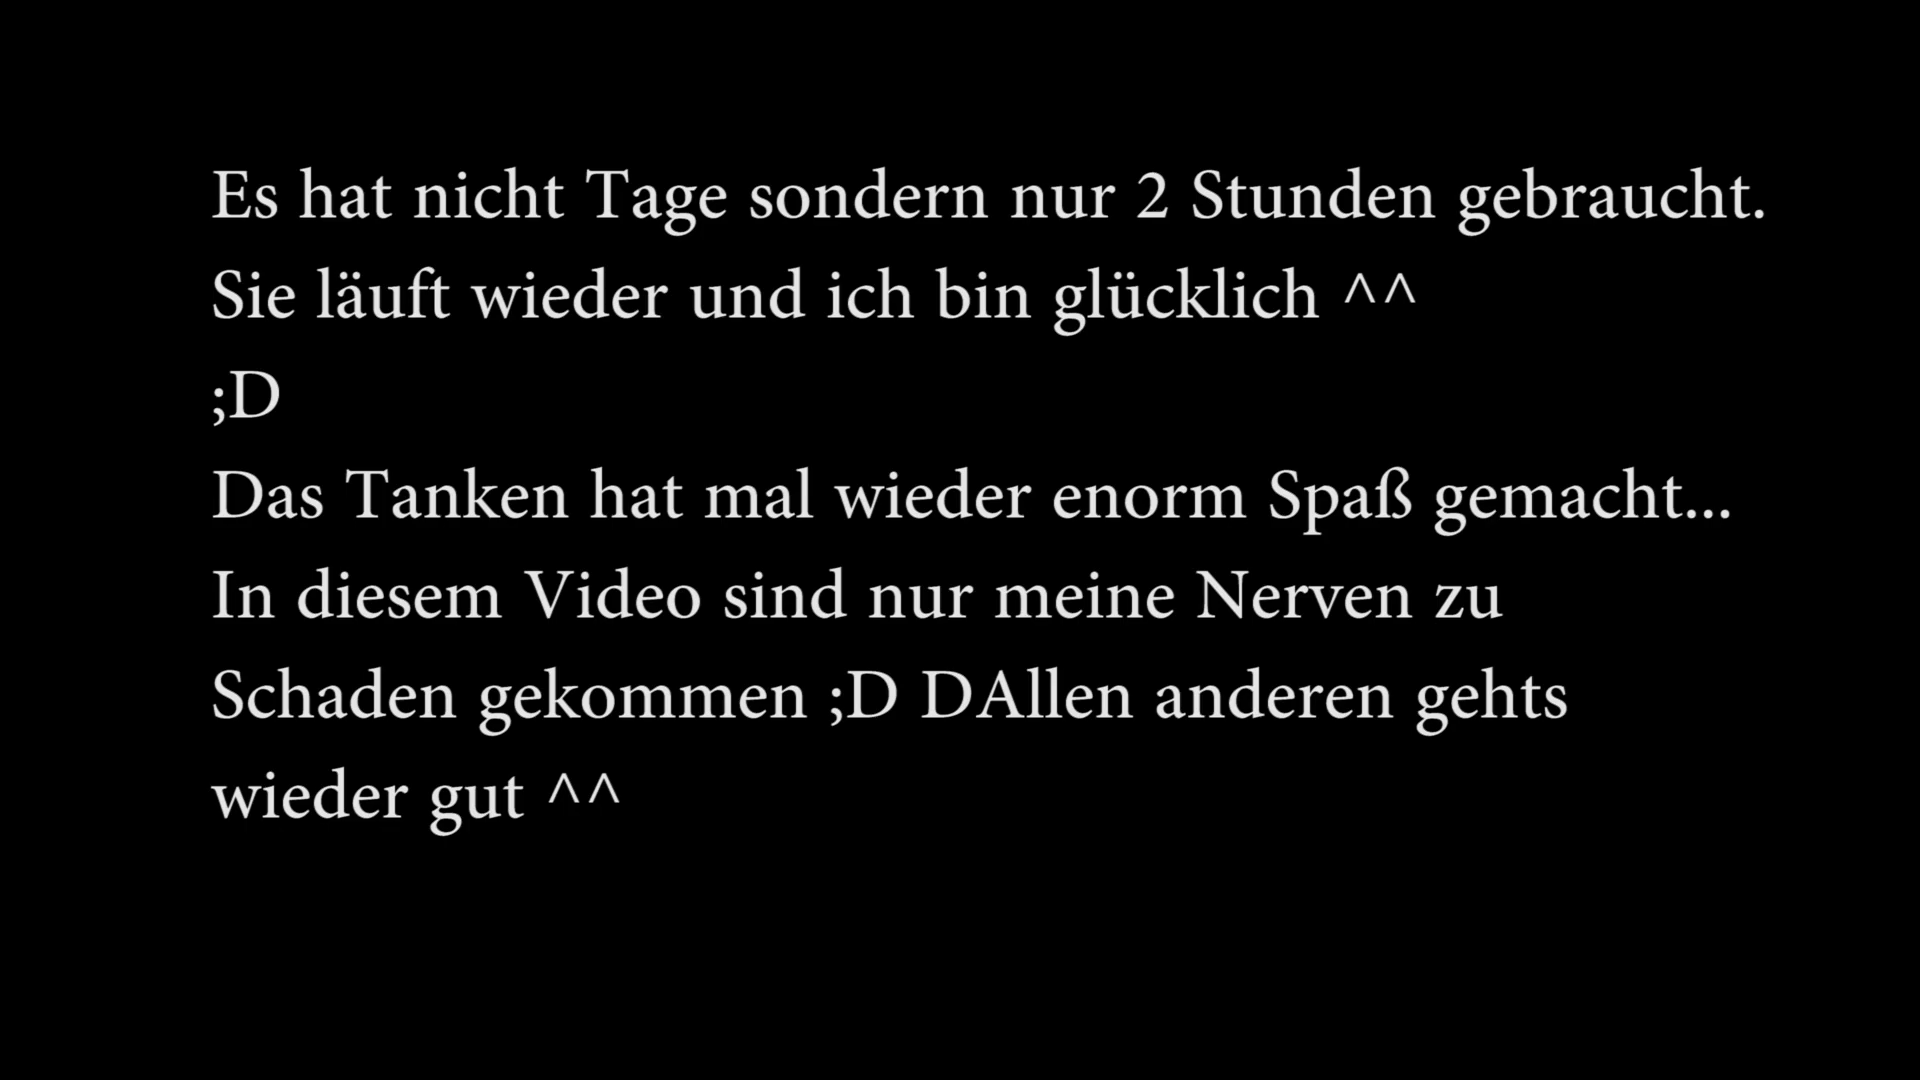 Es hat nicht Tage sondern nur 2 Stunden gebraucht.
Sie läuft wieder und ich bin glücklich ^^
;D
Das Tanken hat mal wieder enorm Spaß gemacht...
In diesem Video sind nur meine Nerven zu
Schaden gekommen ;D DAllen anderen gehts
wieder gut ^^